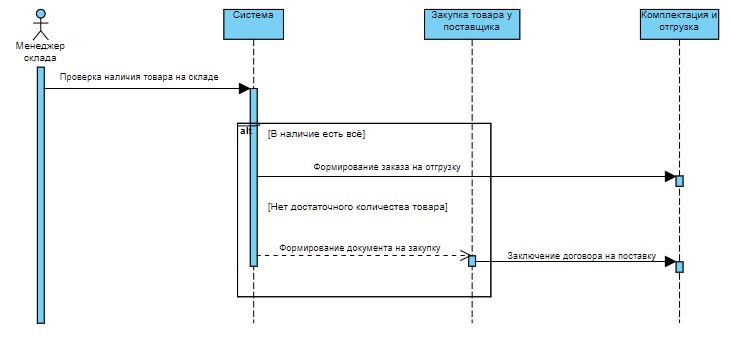 Менеджер
склада
Система
Закупка товара у
поставщика
Комплектация и
отгрузка
Проверка наличия товара на складе
alt
[В наличие есть всё]
Формирование заказа на отгрузку
[Нет достаточного количества товара]
Формирование документа на закупку
Заключение договора на поставку